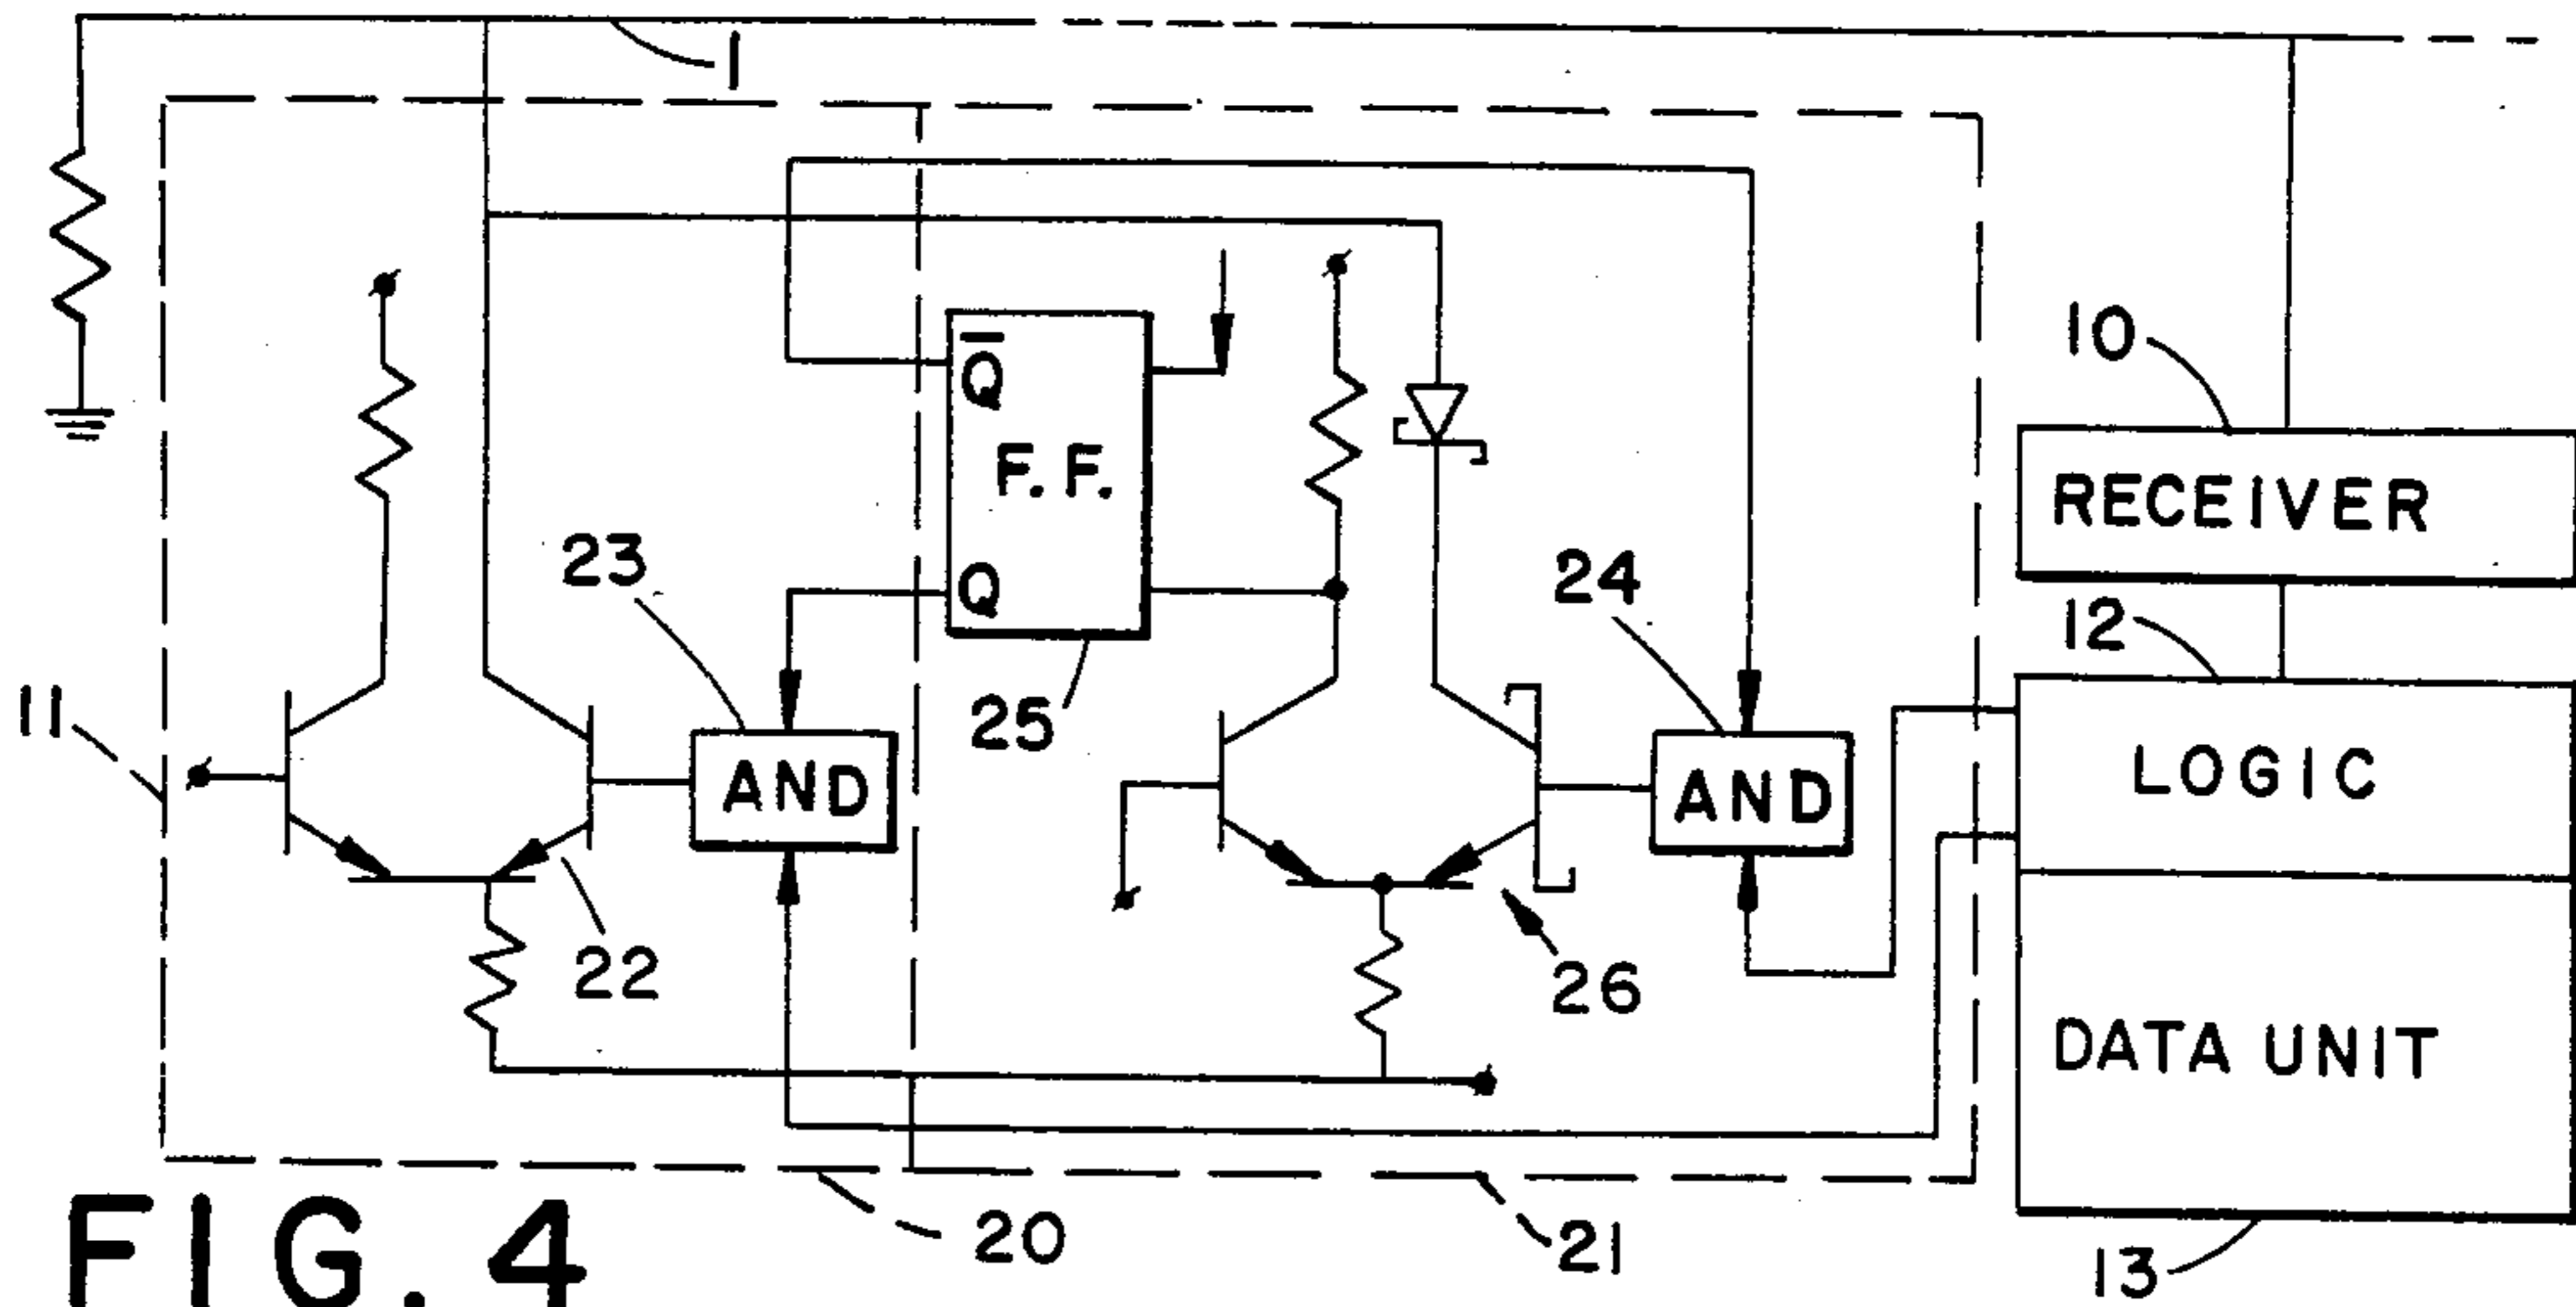 1
10
Q̅
F. F.
RECEIVER
23
Q
24
12
11
25
AND
AND
LOGIC
22
26
DATA UNIT
20
21
13
FIG. 4